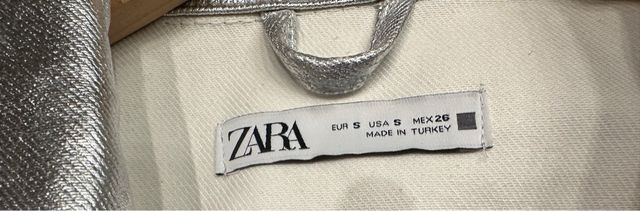 ZARA
EUR S USA S MEX 26
MADE IN TURKEY